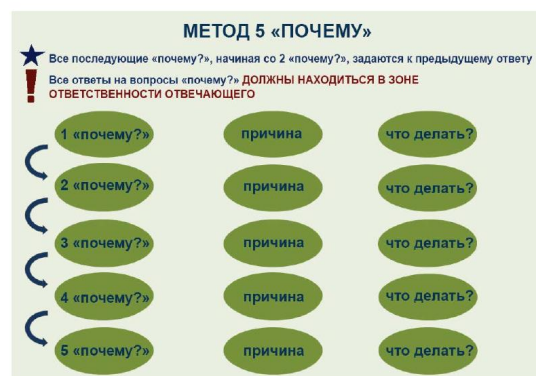 МЕТОД 5 «ПОЧЕМУ»
Все последующие «почему?», начиная со 2 «почему?», задаются к предыдущему ответу
Все ответы на вопросы «почему?» ДОЛЖНЫ НАХОДИТЬСЯ В ЗОНЕ
ОТВЕТСТВЕННОСТИ ОТВЕЧАЮЩЕГО
1 «почему?» причина что делать?
2 «почему?» причина что делать?
3 «почему?» причина что делать?
4 «почему?» причина что делать?
5 «почему?» причина что делать?